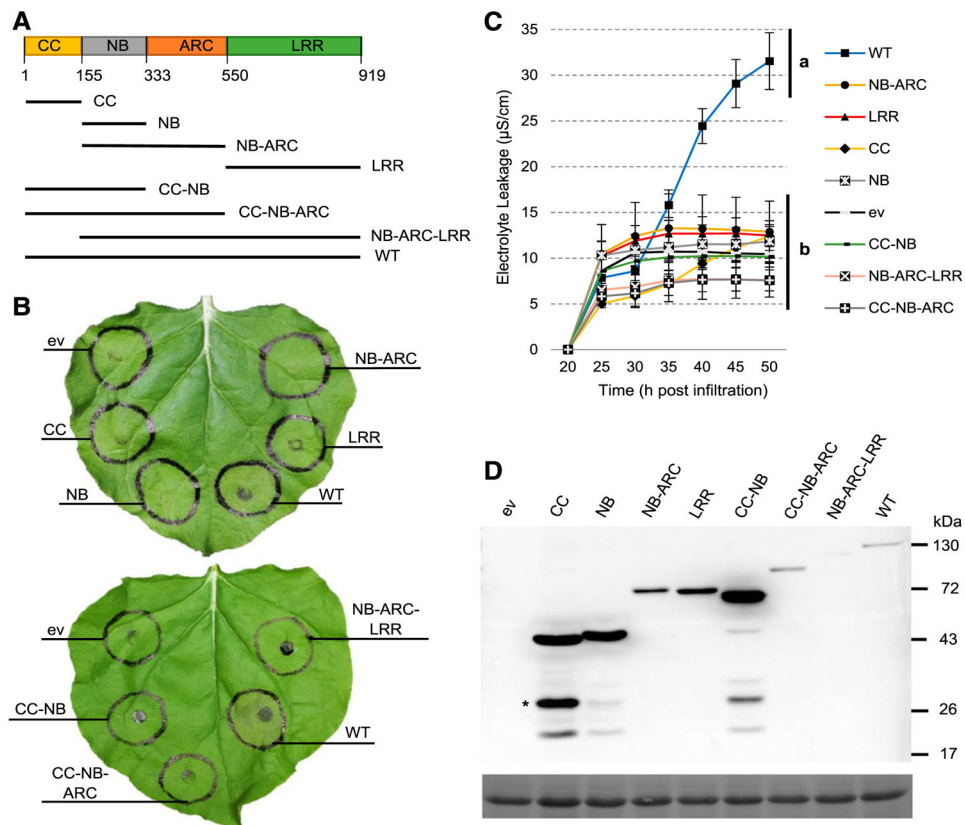 A
CC NB ARC LRR
1 155 333 550 919
CC
NB
NB-ARC
LRR
CC-NB
CC-NB-ARC
NB-ARC-LRR
WT
B
ev
NB-ARC
CC
LRR
NB
WT
ev
NB-ARC-
LRR
CC-NB
WT
CC-NB-
ARC
C
Electrolyte Leakage (µS/cm)
35
30
25
20
15
10
5
0
20 25 30 35 40 45 50
Time (h post infiltration)
a
b
WT
NB-ARC
LRR
CC
NB
ev
CC-NB
NB-ARC-LRR
CC-NB-ARC
D
ev CC NB NB-ARC LRR CC-NB CC-NB-ARC NB-ARC-LRR WT
kDa
130
72
43
26
17
*